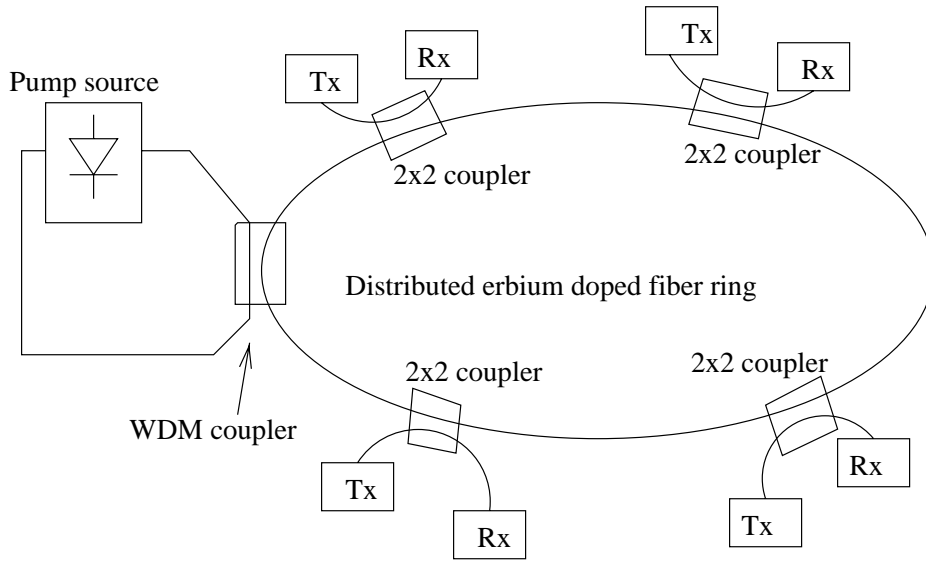 Tx
Rx
Tx
Rx
Pump source
2x2 coupler
2x2 coupler
Distributed erbium doped fiber ring
2x2 coupler
2x2 coupler
WDM coupler
Tx
Rx
Rx
Tx